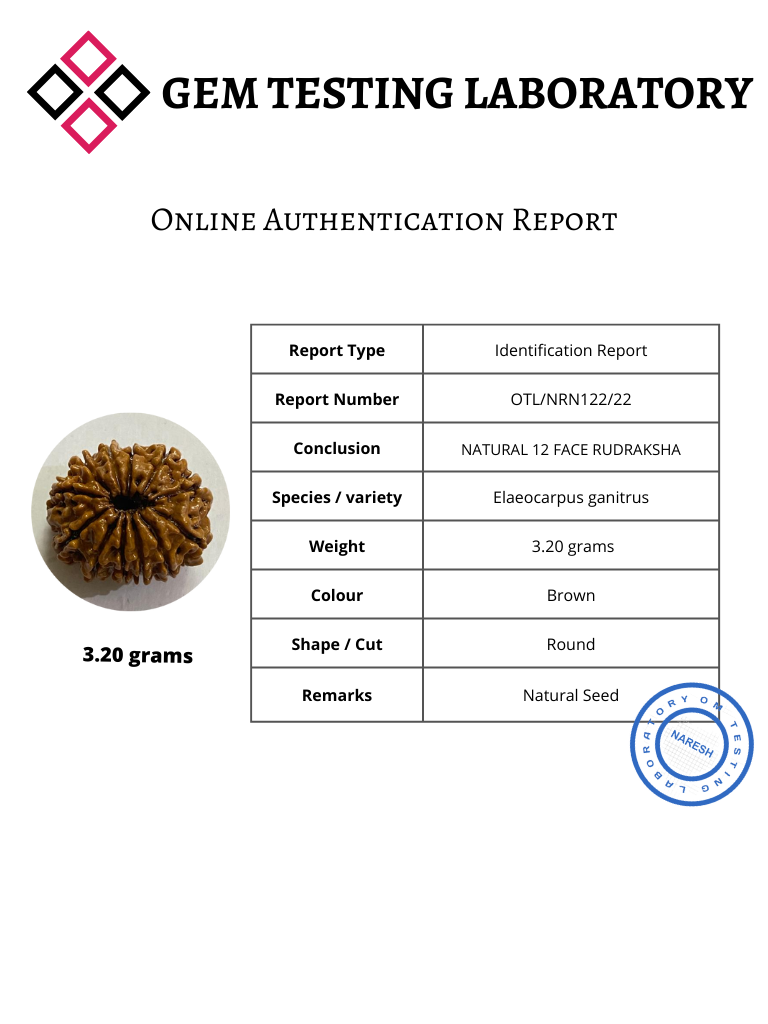 GEM TESTING LABORATORY
Online Authentication Report
Report Type Identification Report
Report Number OTL/NRN122/22
Conclusion NATURAL 12 FACE RUDRAKSHA
Species / variety Elaeocarpus ganitrus
Weight 3.20 grams
Colour Brown
Shape / Cut Round
Remarks Natural Seed
3.20 grams
OM TESTING LABORATORY
NARESH